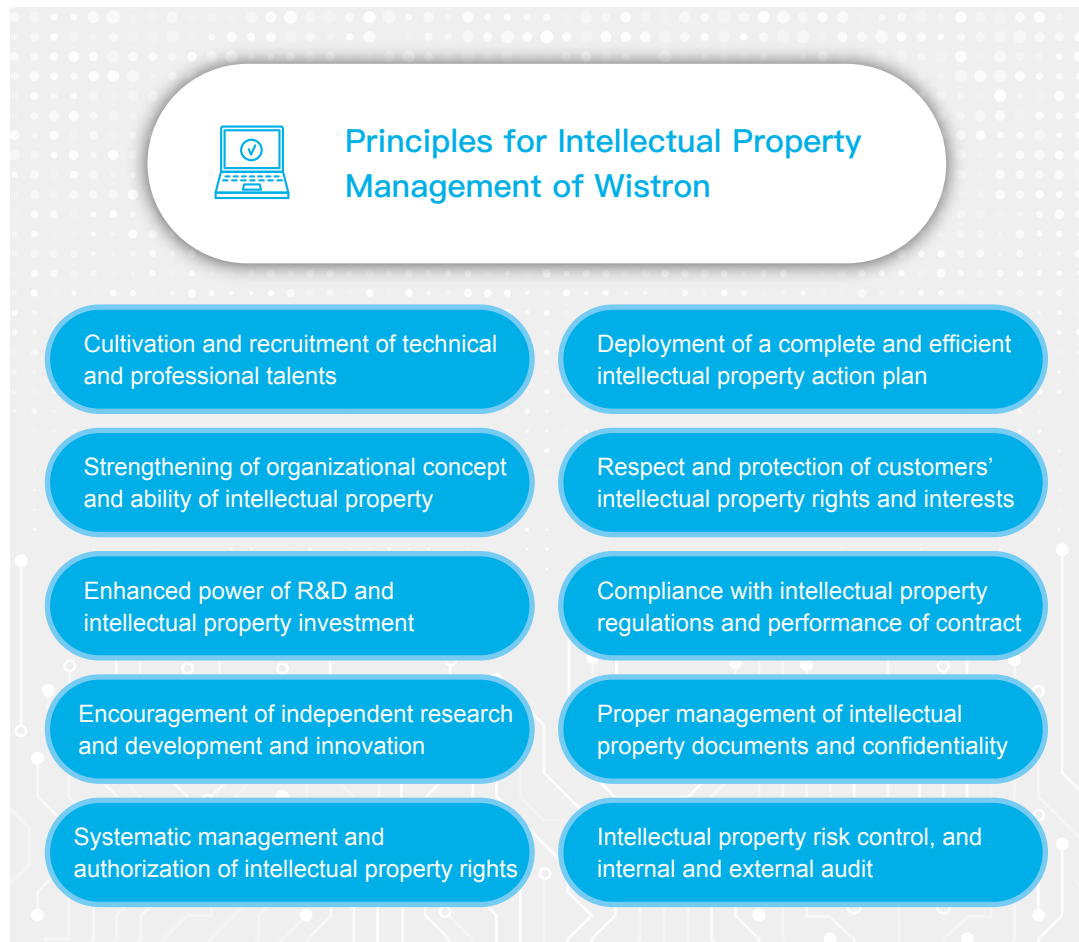 Principles for Intellectual Property
Management of Wistron
Cultivation and recruitment of technical
and professional talents
Strengthening of organizational concept
and ability of intellectual property
Enhanced power of R&D and
intellectual property investment
Encouragement of independent research
and development and innovation
Systematic management and
authorization of intellectual property rights
Deployment of a complete and efficient
intellectual property action plan
Respect and protection of customers’
intellectual property rights and interests
Compliance with intellectual property
regulations and performance of contract
Proper management of intellectual
property documents and confidentiality
Intellectual property risk control, and
internal and external audit